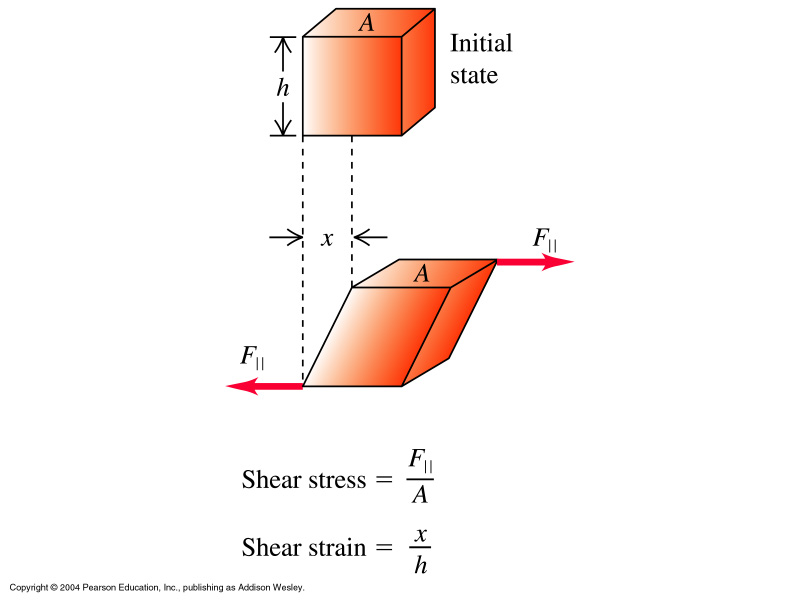 A
Initial
state
h
x
F||
A
F||
Shear stress = F|| / A
Shear strain = x / h
Copyright © 2004 Pearson Education, Inc., publishing as Addison Wesley.